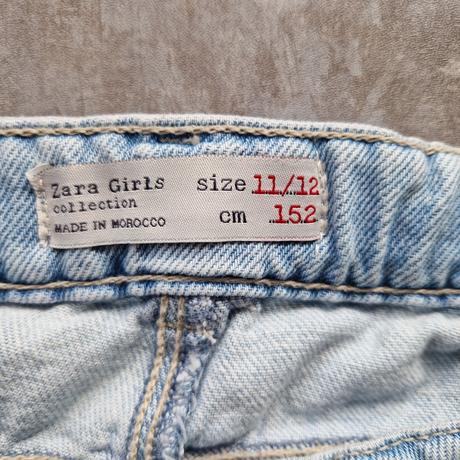 Zara Girls size 11/12
collection cm 152
MADE IN MOROCCO